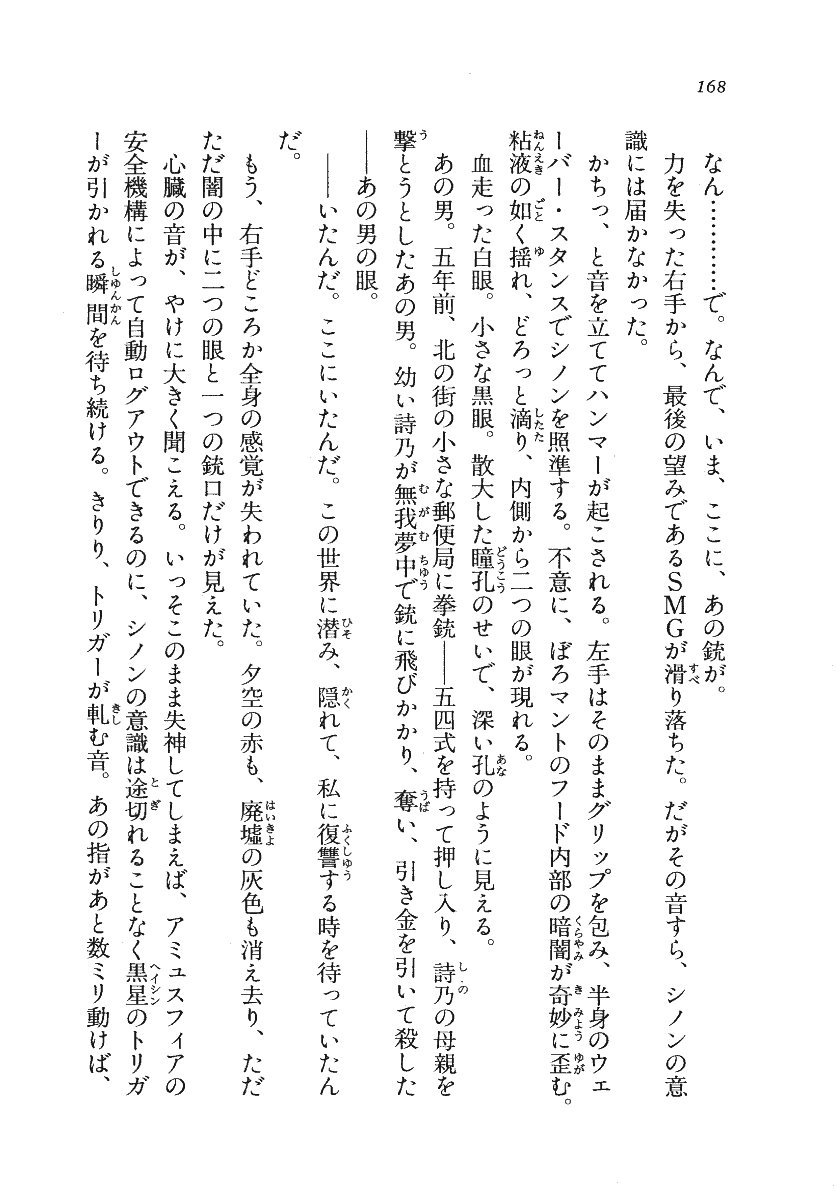 168
なん…………で。なんで、いま、ここに、あの銃が。
力を失った右手から、最後の望みであるＳＭＧが滑り落ちた。だがその音すら、シノンの意
識には届かなかった。
かちっ、と音を立ててハンマーが起こされる。左手はそのままグリップを包み、半身のウェ
ーバー・スタンスでシノンを照準する。不意に、ぼろマントのフード内部の暗闇が奇妙に歪む。
粘液の如く揺れ、どろっと滴り、内側から二つの眼が現れる。
血走った白眼。小さな黒眼。散大した瞳孔のせいで、深い孔のように見える。
あの男。五年前、北の街の小さな郵便局に拳銃――五四式を持って押し入り、詩乃の母親を
撃とうとしたあの男。幼い詩乃が無我夢中で銃に飛びかかり、奪い、引き金を引いて殺した
――あの男の眼。
――いたんだ。ここにいたんだ。この世界に潜み、隠れて、私に復讐する時を待っていたん
だ。
もう、右手どころか全身の感覚が失われていた。夕空の赤も、廃墟の灰色も消え去り、ただ
ただ闇の中に二つの眼と一つの銃口だけが見えた。
心臓の音が、やけに大きく聞こえる。いっそこのまま失神してしまえば、アミュスフィアの
安全機構によって自動ログアウトできるのに、シノンの意識は途切れることなく黒星のトリガ
ーが引かれる瞬間を待ち続ける。きりり、トリガーが軋む音。あの指があと数ミリ動けば、